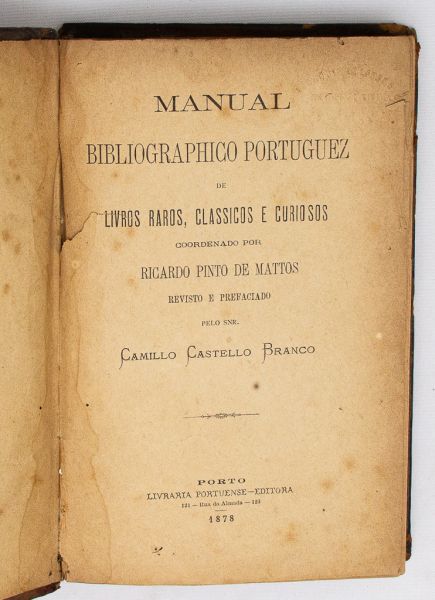 MANUAL
BIBLIOGRAPHICO PORTUGUEZ
DE
LIVROS RAROS, CLASSICOS E CURIOSOS
COORDENADO POR
RICARDO PINTO DE MATTOS
REVISTO E PREFACIADO
PELO SNR.
CAMILLO CASTELLO BRANCO
PORTO
LIVRARIA PORTUENSE—EDITORA
121 — Rua do Almada — 123
1878